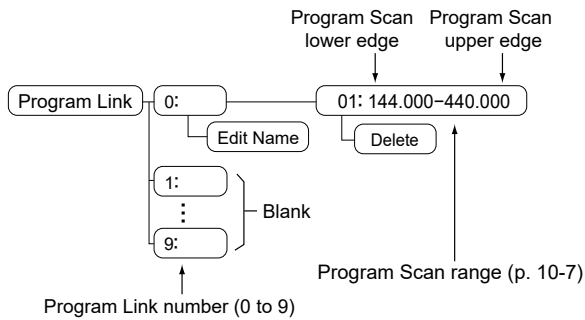 Program Scan
lower edge
Program Scan
upper edge
Program Link
0:
01: 144.000–440.000
Edit Name
Delete
1:
⋮
Blank
9:
Program Scan range (p. 10-7)
Program Link number (0 to 9)